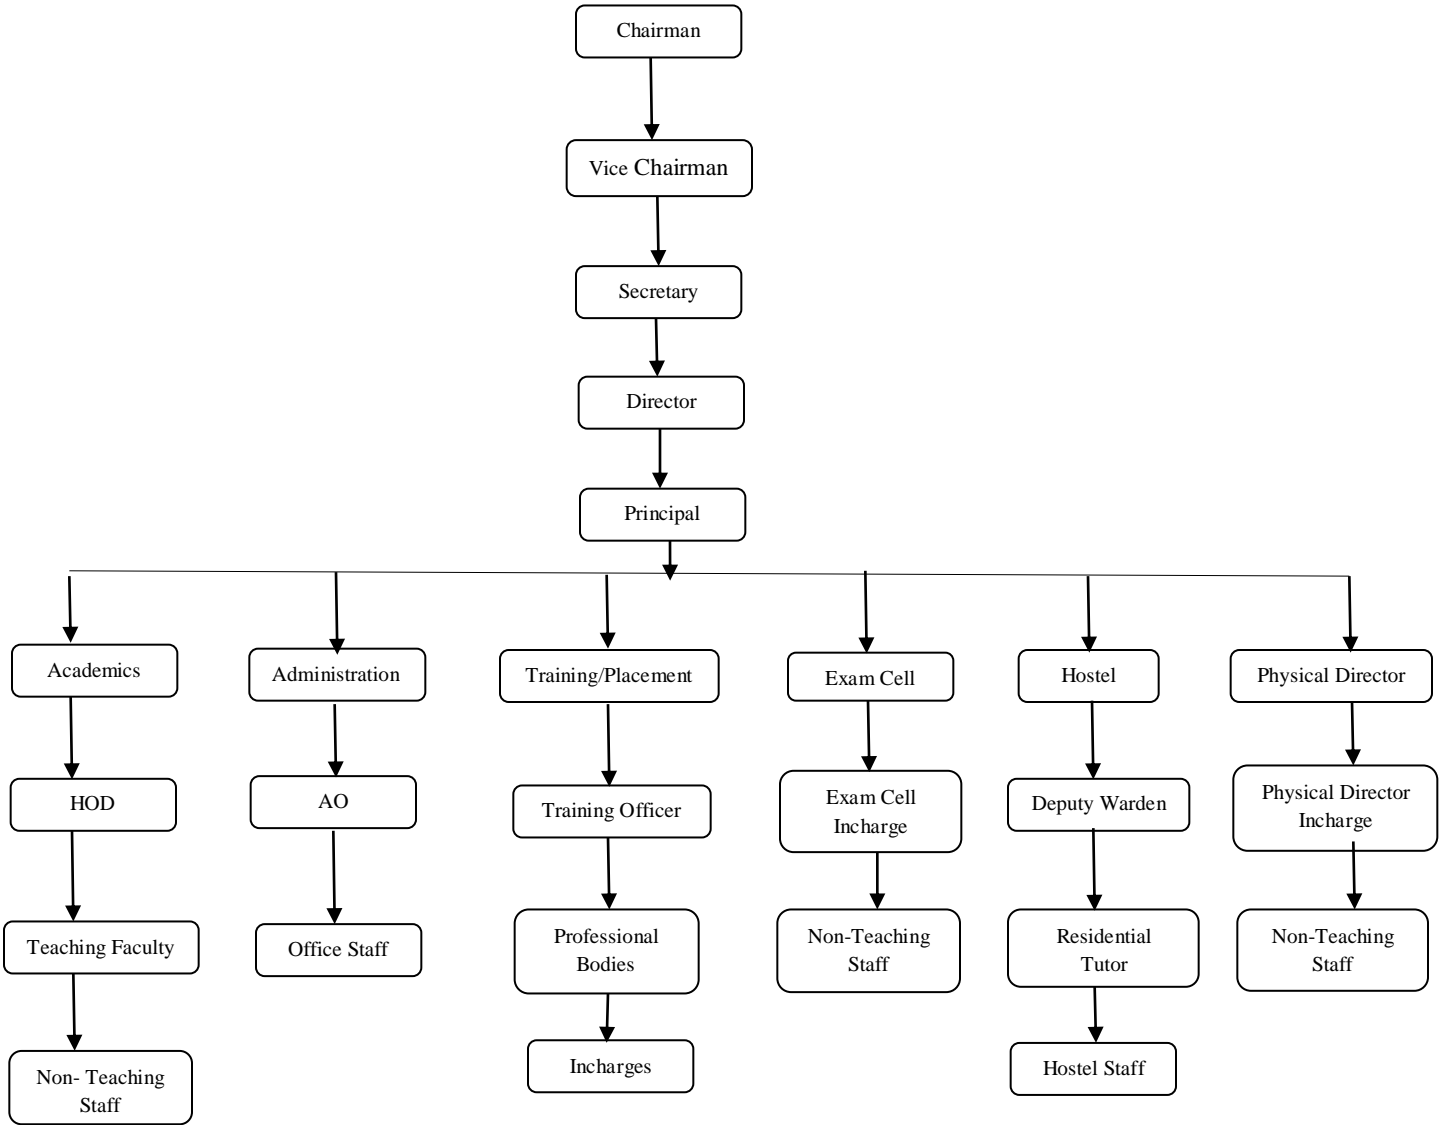 Chairman
Vice Chairman
Secretary
Director
Principal
Academics
Administration
Training/Placement
Exam Cell
Hostel
Physical Director
HOD
AO
Training Officer
Exam Cell
Incharge
Deputy Warden
Physical Director
Incharge
Teaching Faculty
Office Staff
Professional
Bodies
Non-Teaching
Staff
Residential
Tutor
Non-Teaching
Staff
Non- Teaching
Staff
Incharges
Hostel Staff